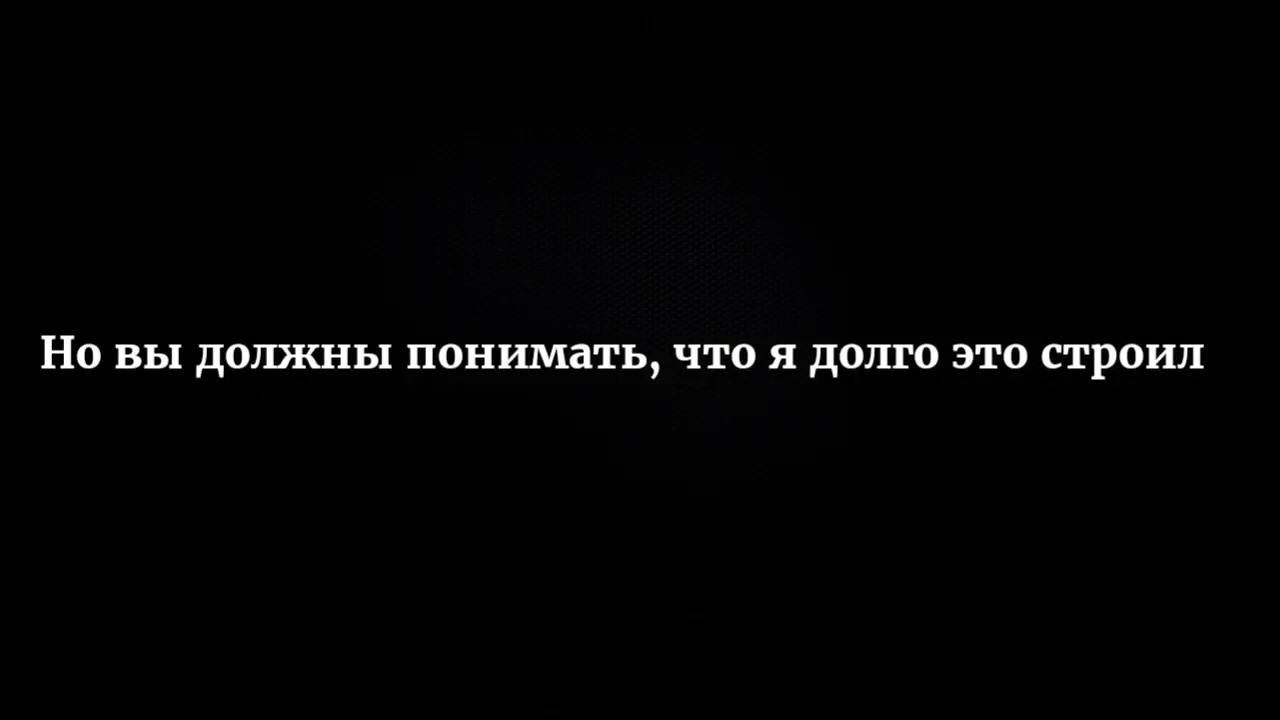 Но вы должны понимать, что я долго это строил